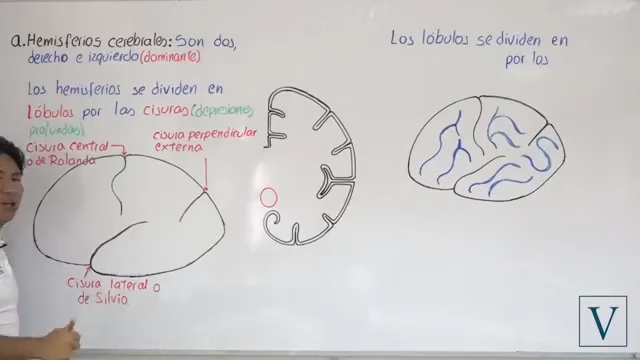 a. Hemisferios cerebrales: Son dos,
derecho e izquierdo (dominante)
Los hemisferios se dividen en
lóbulos por las cisuras (depresiones
profundas)
cisura central
o de Rolando
cisura perpendicular
externa
cisura lateral o
de Silvio
Los lóbulos se dividen en
por los
V